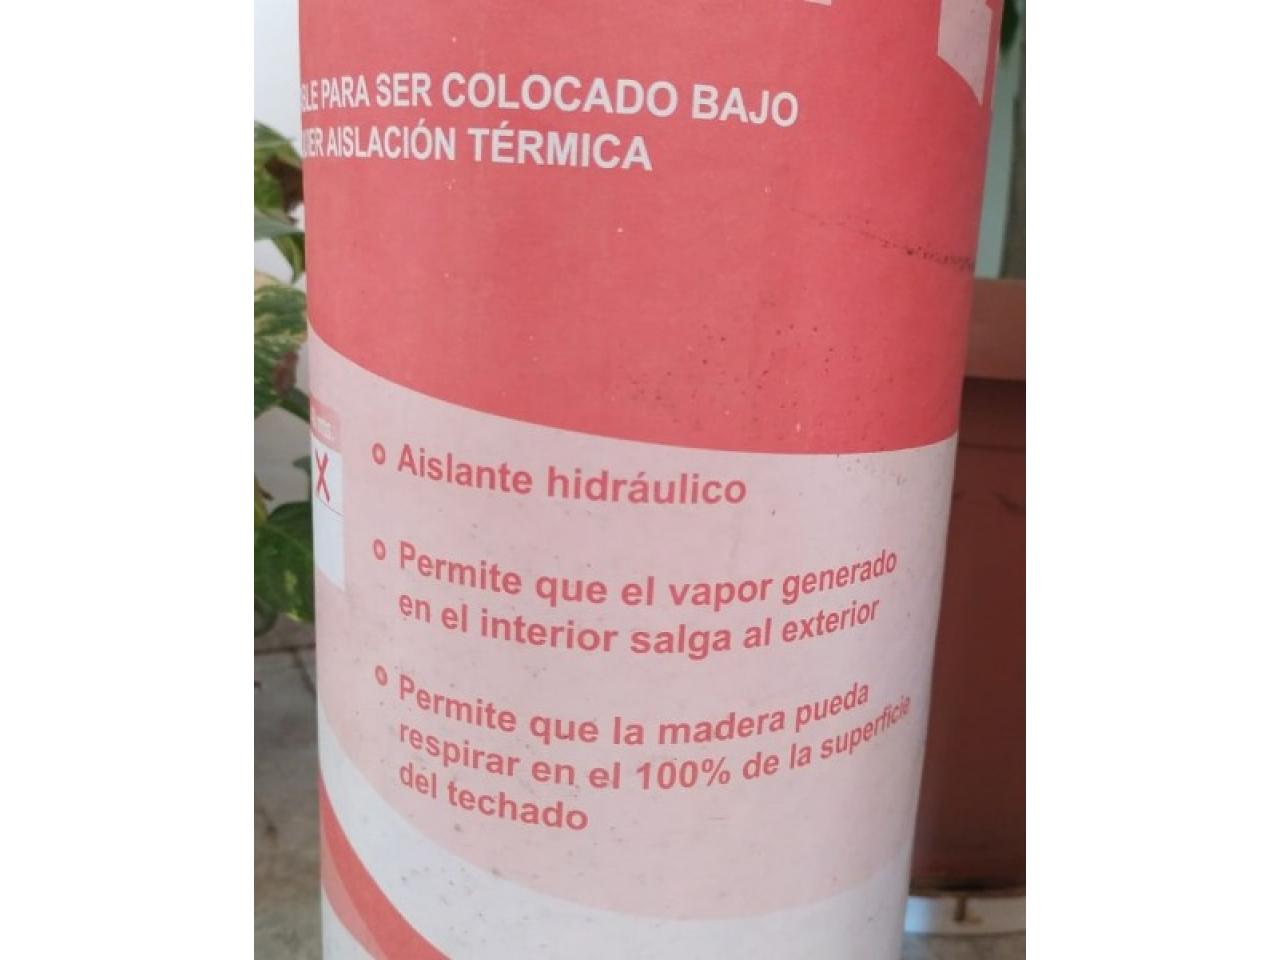 PARA SER COLOCADO BAJO
AISLACIÓN TÉRMICA
X
Aislante hidráulico
Permite que el vapor generado
en el interior salga al exterior
Permite que la madera pueda
respirar en el 100% de la superficie
del techado